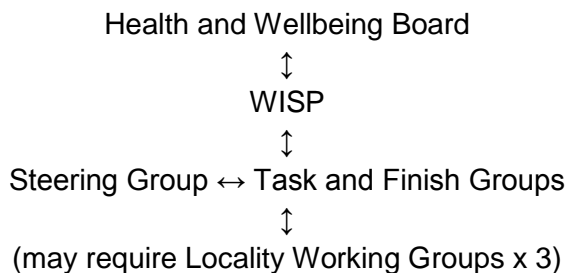 Health and Wellbeing Board
↕
WISP
↕
Steering Group ↔ Task and Finish Groups
↕
(may require Locality Working Groups x 3)